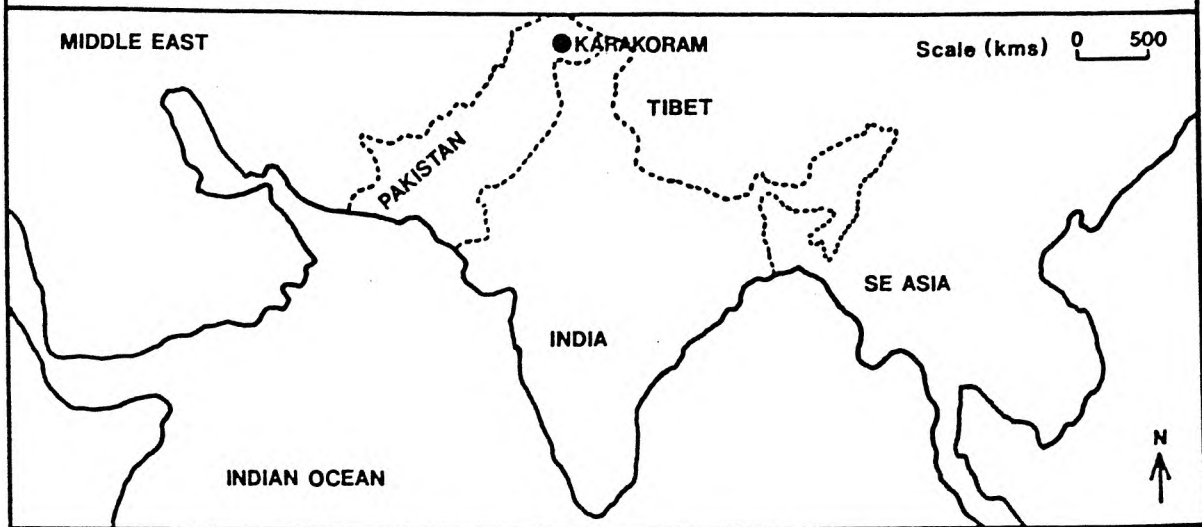 MIDDLE EAST
KARAKORAM
Scale (kms) 0 500
TIBET
PAKISTAN
SE ASIA
INDIA
N
INDIAN OCEAN